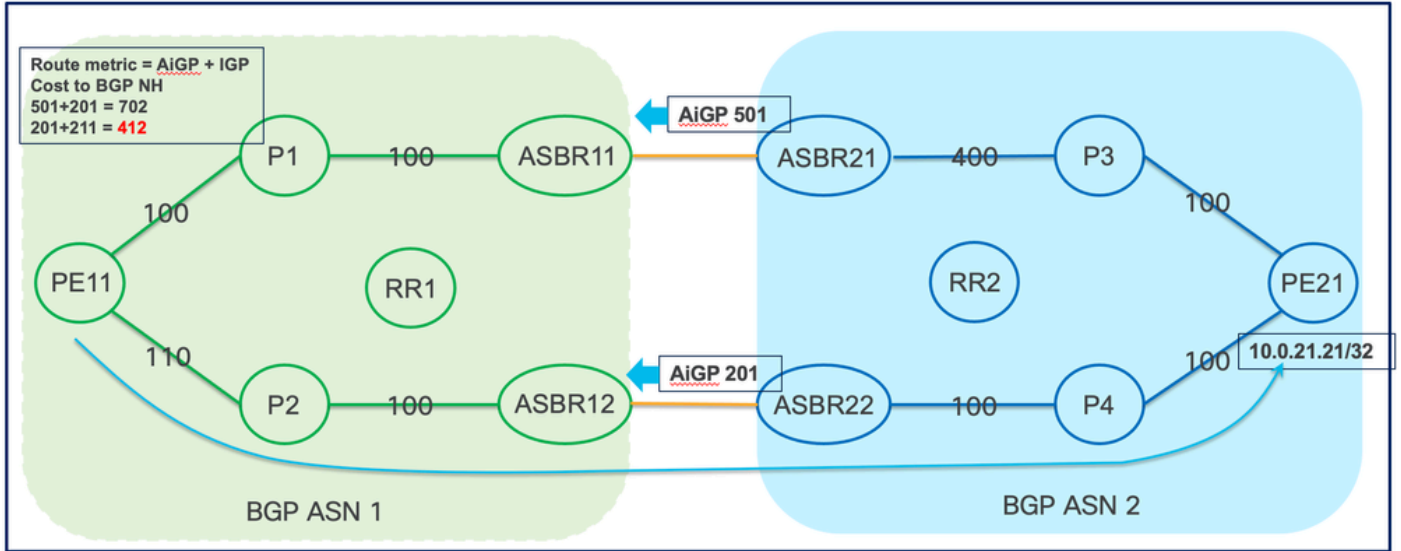 Route metric = AiGP + IGP
Cost to BGP NH
501+201 = 702
201+211 = 412
AiGP 501
P1
100
ASBR11
ASBR21
400
P3
100
100
PE11
RR1
RR2
PE21
110
AiGP 201
100
10.0.21.21/32
P2
100
ASBR12
ASBR22
100
P4
BGP ASN 1
BGP ASN 2